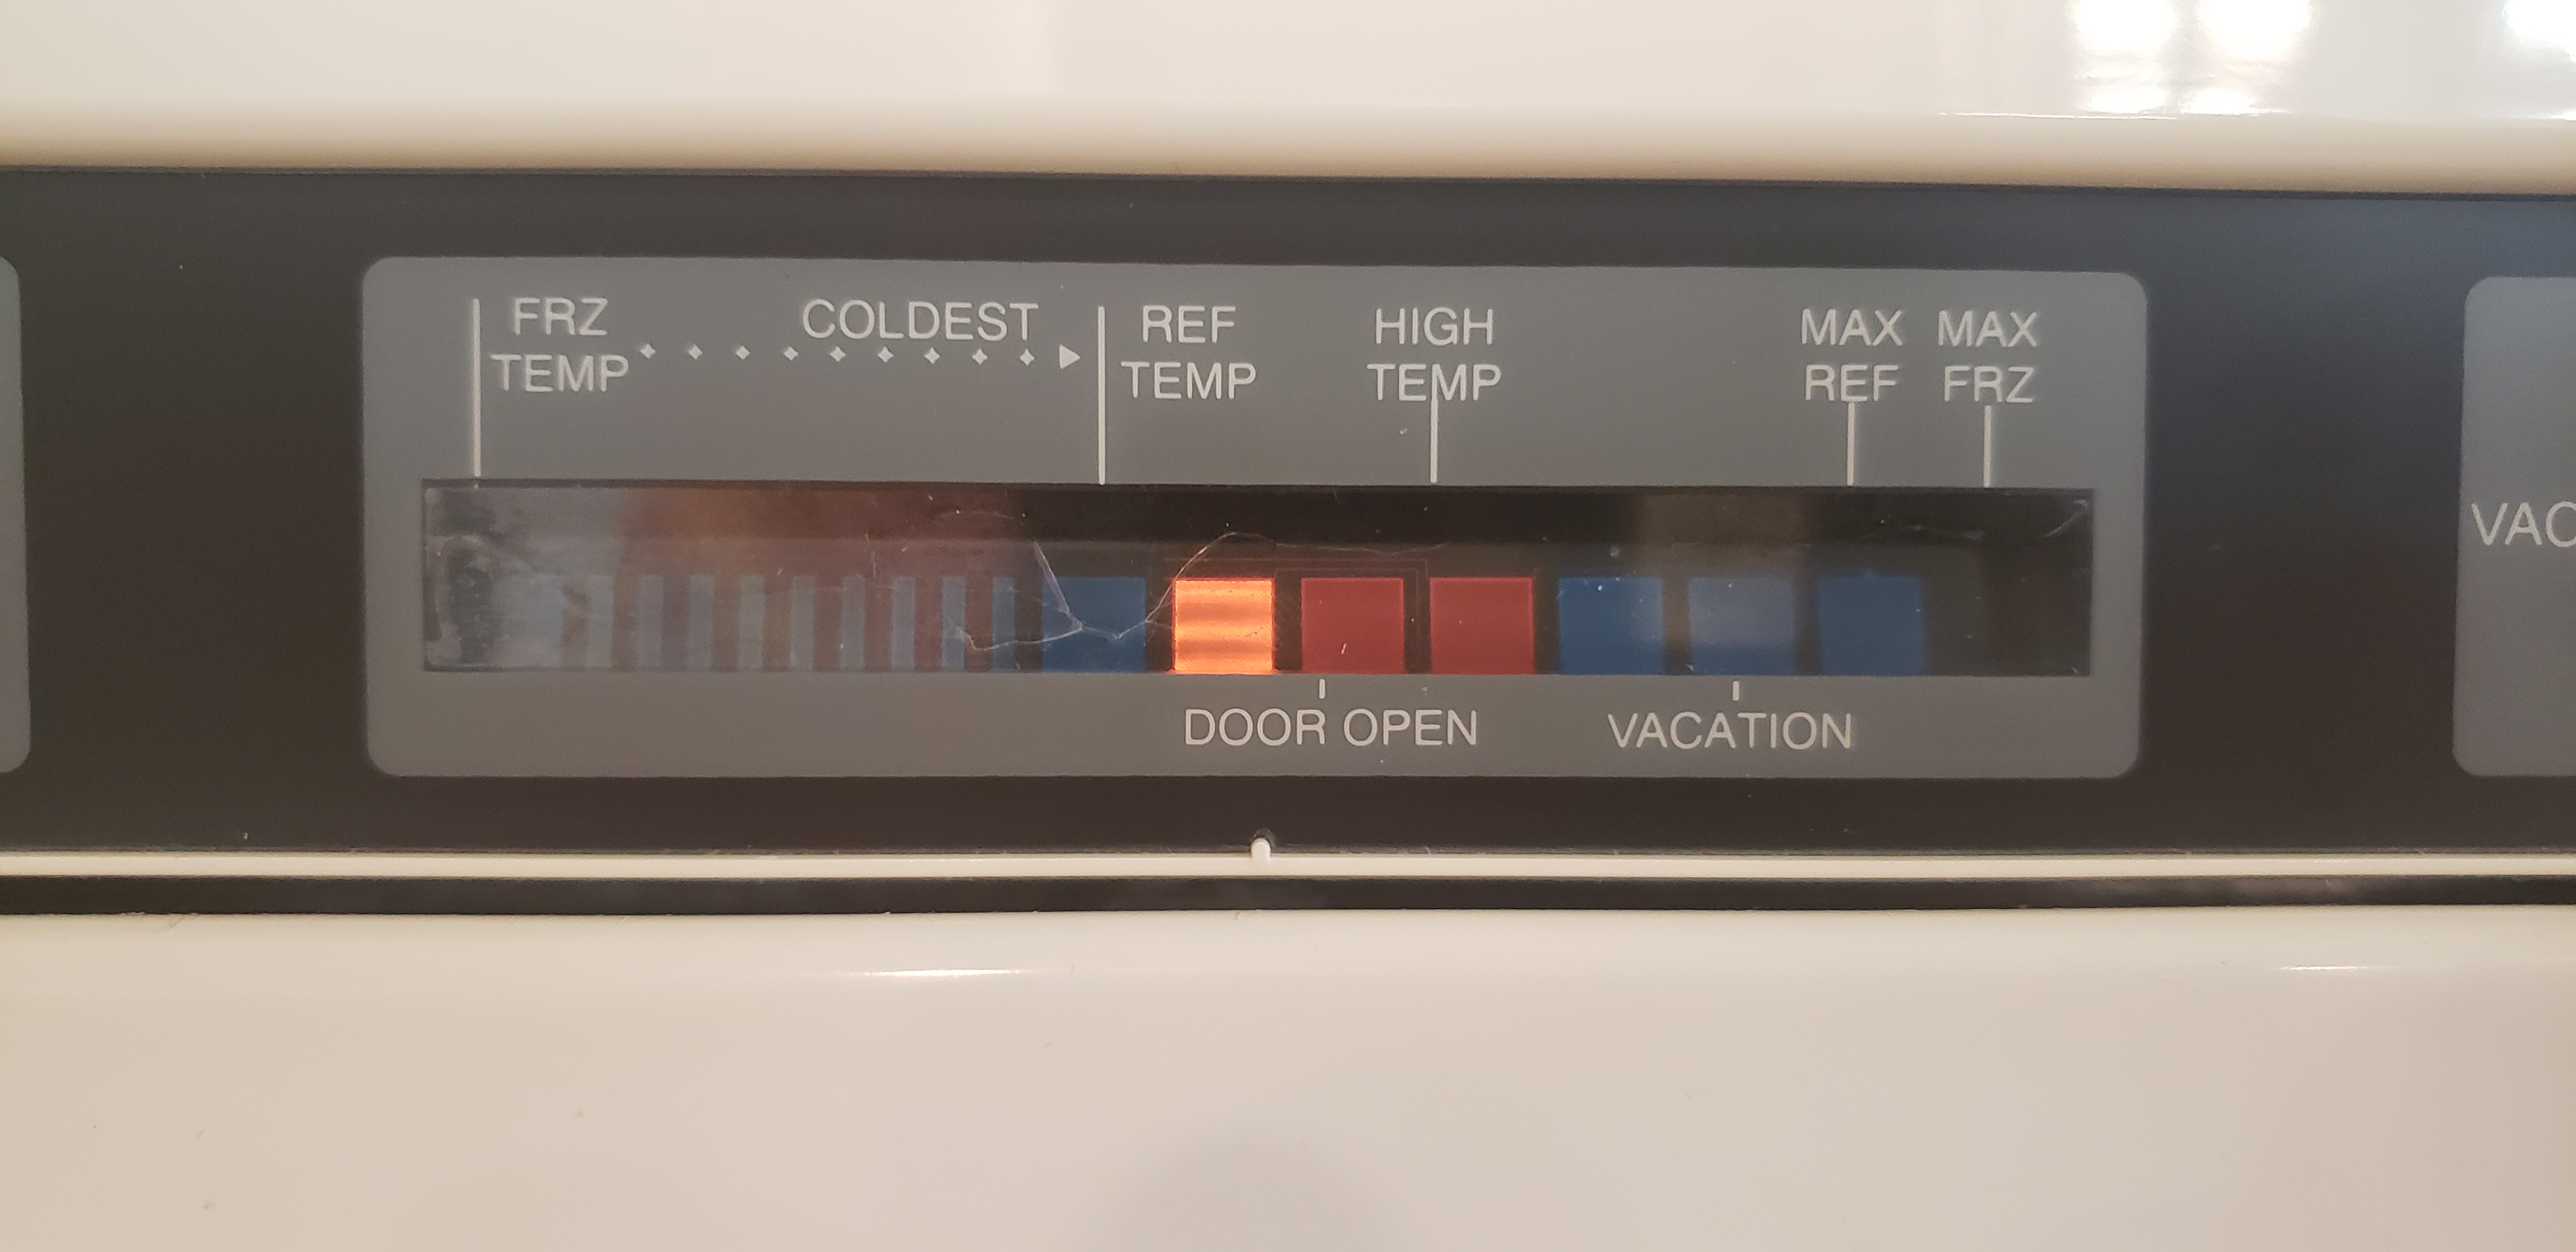 FRZ TEMP
COLDEST
REF TEMP
HIGH TEMP
MAX REF
MAX FRZ
DOOR OPEN
VACATION
VAC